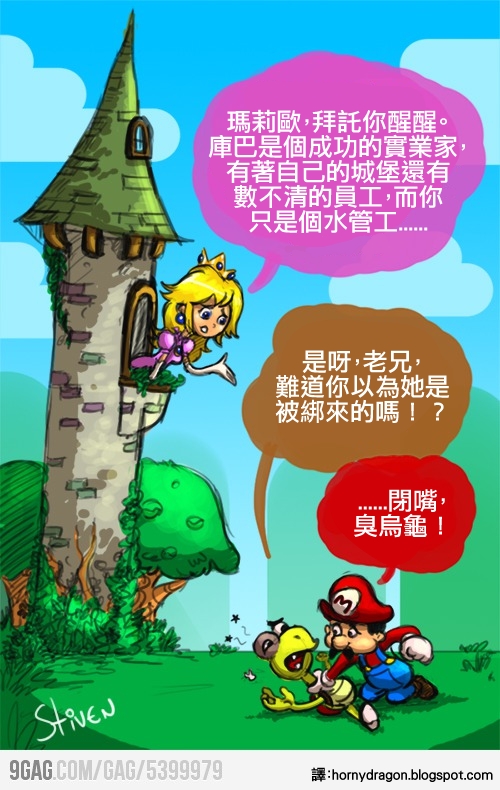 瑪莉歐，拜託你醒醒。
庫巴是個成功的實業家，
有著自己的城堡還有
數不清的員工，而你
只是個水管工......
是呀，老兄，
難道你以為她是
被綁來的嗎！？
......閉嘴，
臭烏龜！
M
Stiven
9GAG.COM/GAG/5399979
譯：hornydragon.blogspot.com